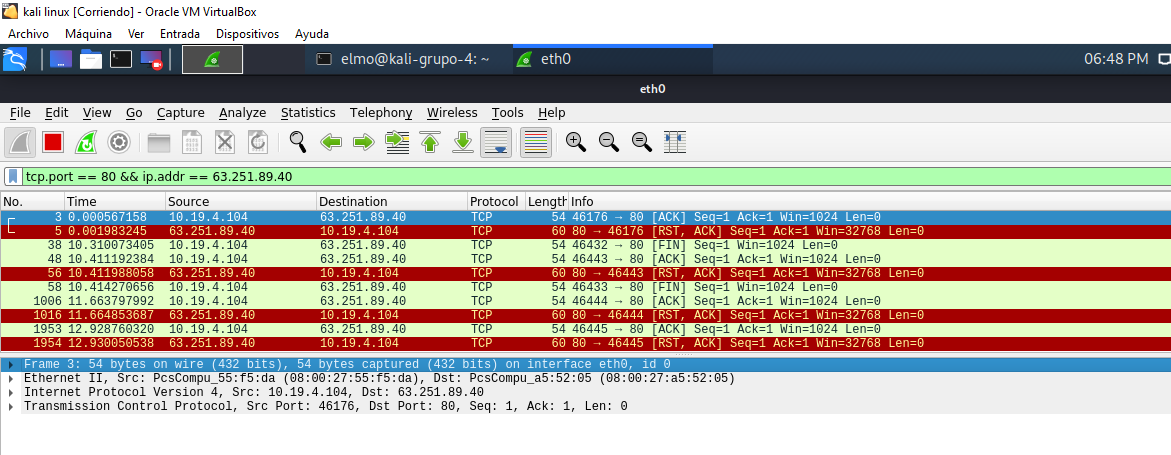 kali linux [Corriendo] - Oracle VM VirtualBox
Archivo Máquina Ver Entrada Dispositivos Ayuda
elmo@kali-grupo-4: ~ eth0 06:48 PM
eth0
File Edit View Go Capture Analyze Statistics Telephony Wireless Tools Help
tcp.port == 80 && ip.addr == 63.251.89.40
No. Time Source Destination Protocol Length Info
3 0.000567158 10.19.4.104 63.251.89.40 TCP 54 46176 → 80 [ACK] Seq=1 Ack=1 Win=1024 Len=0
5 0.001983245 63.251.89.40 10.19.4.104 TCP 60 80 → 46176 [RST, ACK] Seq=1 Ack=1 Win=32768 Len=0
38 10.310073405 10.19.4.104 63.251.89.40 TCP 54 46432 → 80 [FIN] Seq=1 Win=1024 Len=0
48 10.411192384 10.19.4.104 63.251.89.40 TCP 54 46443 → 80 [ACK] Seq=1 Ack=1 Win=1024 Len=0
56 10.411988058 63.251.89.40 10.19.4.104 TCP 60 80 → 46443 [RST, ACK] Seq=1 Ack=1 Win=32768 Len=0
58 10.414270656 10.19.4.104 63.251.89.40 TCP 54 46433 → 80 [FIN] Seq=1 Win=1024 Len=0
1006 11.663797992 10.19.4.104 63.251.89.40 TCP 54 46444 → 80 [ACK] Seq=1 Ack=1 Win=1024 Len=0
1016 11.664853687 63.251.89.40 10.19.4.104 TCP 60 80 → 46444 [RST, ACK] Seq=1 Ack=1 Win=32768 Len=0
1953 12.928760320 10.19.4.104 63.251.89.40 TCP 54 46445 → 80 [ACK] Seq=1 Ack=1 Win=1024 Len=0
1954 12.930050538 63.251.89.40 10.19.4.104 TCP 60 80 → 46445 [RST, ACK] Seq=1 Ack=1 Win=32768 Len=0
Frame 3: 54 bytes on wire (432 bits), 54 bytes captured (432 bits) on interface eth0, id 0
Ethernet II, Src: PcsCompu_55:f5:da (08:00:27:55:f5:da), Dst: PcsCompu_a5:52:05 (08:00:27:a5:52:05)
Internet Protocol Version 4, Src: 10.19.4.104, Dst: 63.251.89.40
Transmission Control Protocol, Src Port: 46176, Dst Port: 80, Seq: 1, Ack: 1, Len: 0